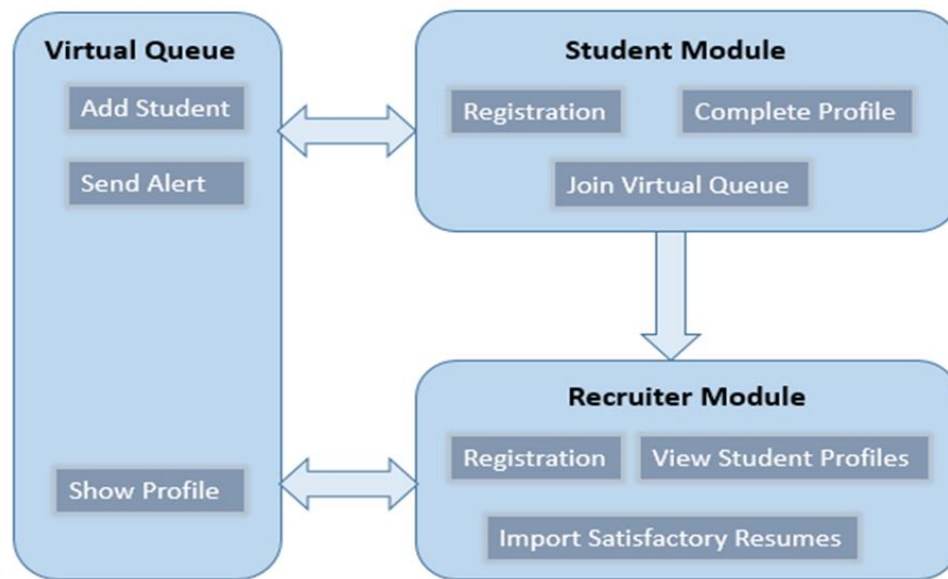 Virtual Queue
Add Student
Send Alert
Show Profile
Student Module
Registration
Complete Profile
Join Virtual Queue
Recruiter Module
Registration
View Student Profiles
Import Satisfactory Resumes